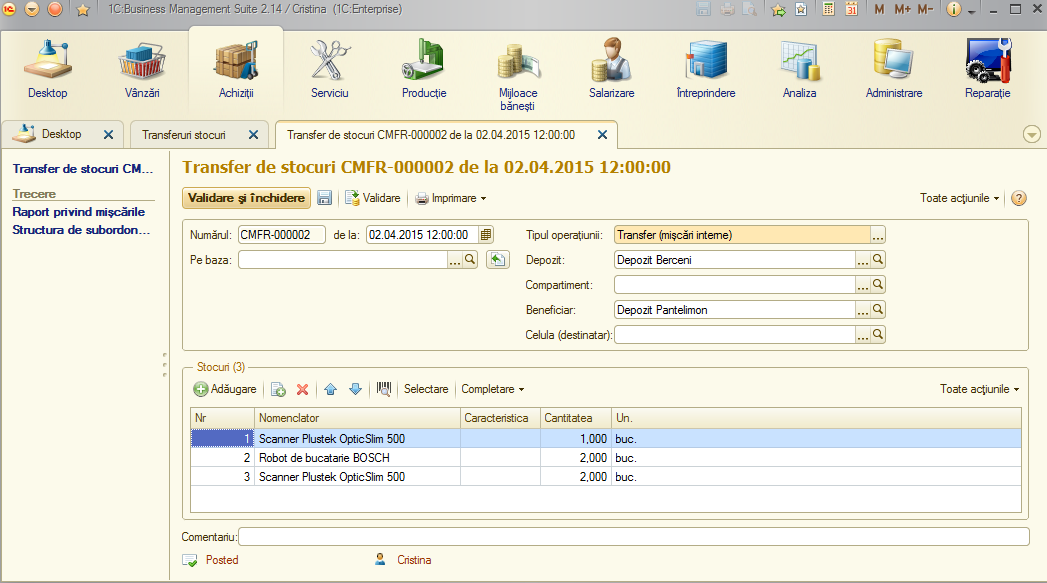 1C:Business Management Suite 2.14 / Cristina (1C:Enterprise)
M M+ M-
Desktop
Vânzări
Achiziții
Serviciu
Producție
Mijloace
bănești
Salarizare
Întreprindere
Analiza
Administrare
Reparație
Desktop
Transferuri stocuri
Transfer de stocuri CMFR-000002 de la 02.04.2015 12:00:00
Transfer de stocuri CM...
Trecere
Raport privind mișcările
Structura de subordon...
Transfer de stocuri CMFR-000002 de la 02.04.2015 12:00:00
Validare și închidere
Validare
Imprimare
Toate acțiunile
Numărul: CMFR-000002 de la: 02.04.2015 12:00:00
Pe baza:
Tipul operațiunii: Transfer (mișcări interne)
Depozit: Depozit Berceni
Compartiment:
Beneficiar: Depozit Pantelimon
Celula (destinatar):
Stocuri (3)
Adăugare
Selectare
Completare
Toate acțiunile
Nr Nomenclator Caracteristica Cantitatea Un.
1 Scanner Plustek OpticSlim 500 1,000 buc.
2 Robot de bucatarie BOSCH 2,000 buc.
3 Scanner Plustek OpticSlim 500 2,000 buc.
Comentariu:
Posted
Cristina